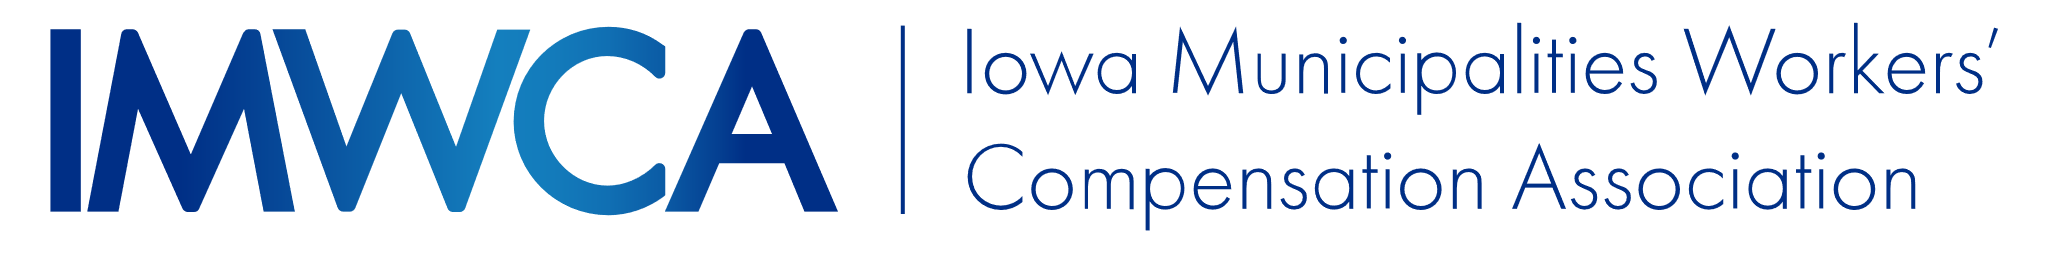 IMWCA
Iowa Municipalities Workers’
Compensation Association